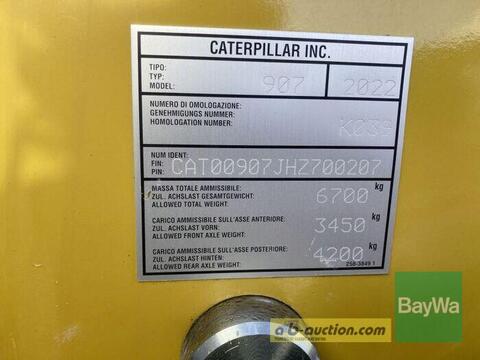 CATERPILLAR INC.
TIPO:
TYP:
MODEL: 907 2022
NUMERO DI OMOLOGAZIONE:
GENEHMIGUNGS NUMMER:
HOMOLOGATION NUMBER: K039
NUM IDENT:
FIN:
PIN: CAT00907JHZ700207
MASSA TOTALE AMMISSIBILE:
ZUL. ACHSLAST GESAMTGEWICHT:
ALLOWED TOTAL WEIGHT: 6700 kg
CARICO AMMISSIBILE SULL'ASSE ANTERIORE:
ZUL. ACHSLAST VORN:
ALLOWED FRONT AXLE WEIGHT: 3450 kg
CARICO AMMISSIBILE SULL'ASSE POSTERIORE:
ZUL. ACHSLAST HINTEN:
ALLOWED REAR AXLE WEIGHT: 4200 kg
258-3849 1
BayWa
a b-auction.com